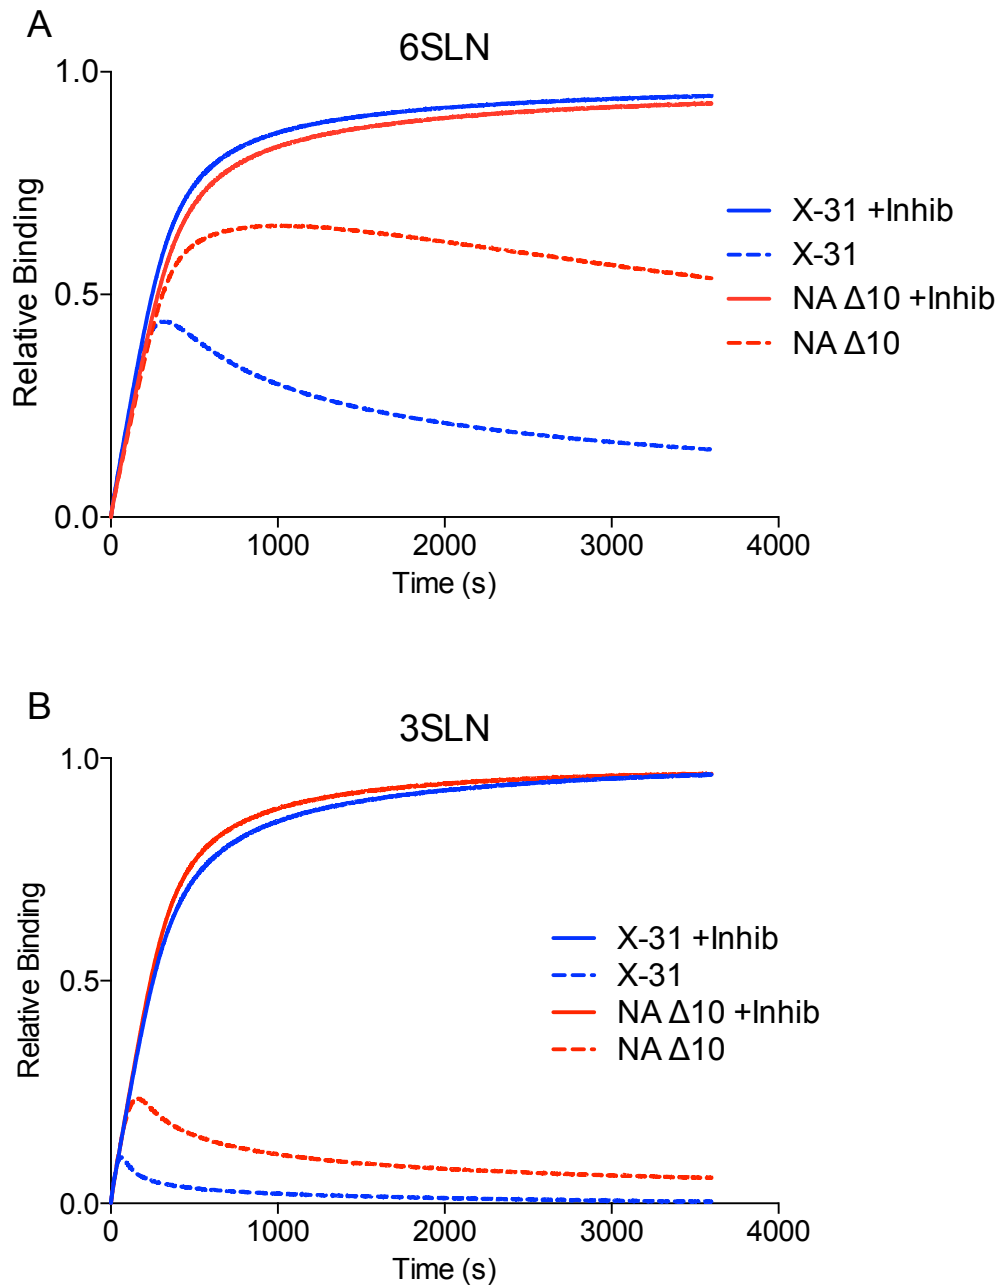 A
6SLN
1.0
0.5
0.0
Relative Binding
0
1000
2000
3000
4000
Time (s)
X-31 +Inhib
X-31
NA Δ10 +Inhib
NA Δ10
B
3SLN
1.0
0.5
0.0
Relative Binding
0
1000
2000
3000
4000
Time (s)
X-31 +Inhib
X-31
NA Δ10 +Inhib
NA Δ10